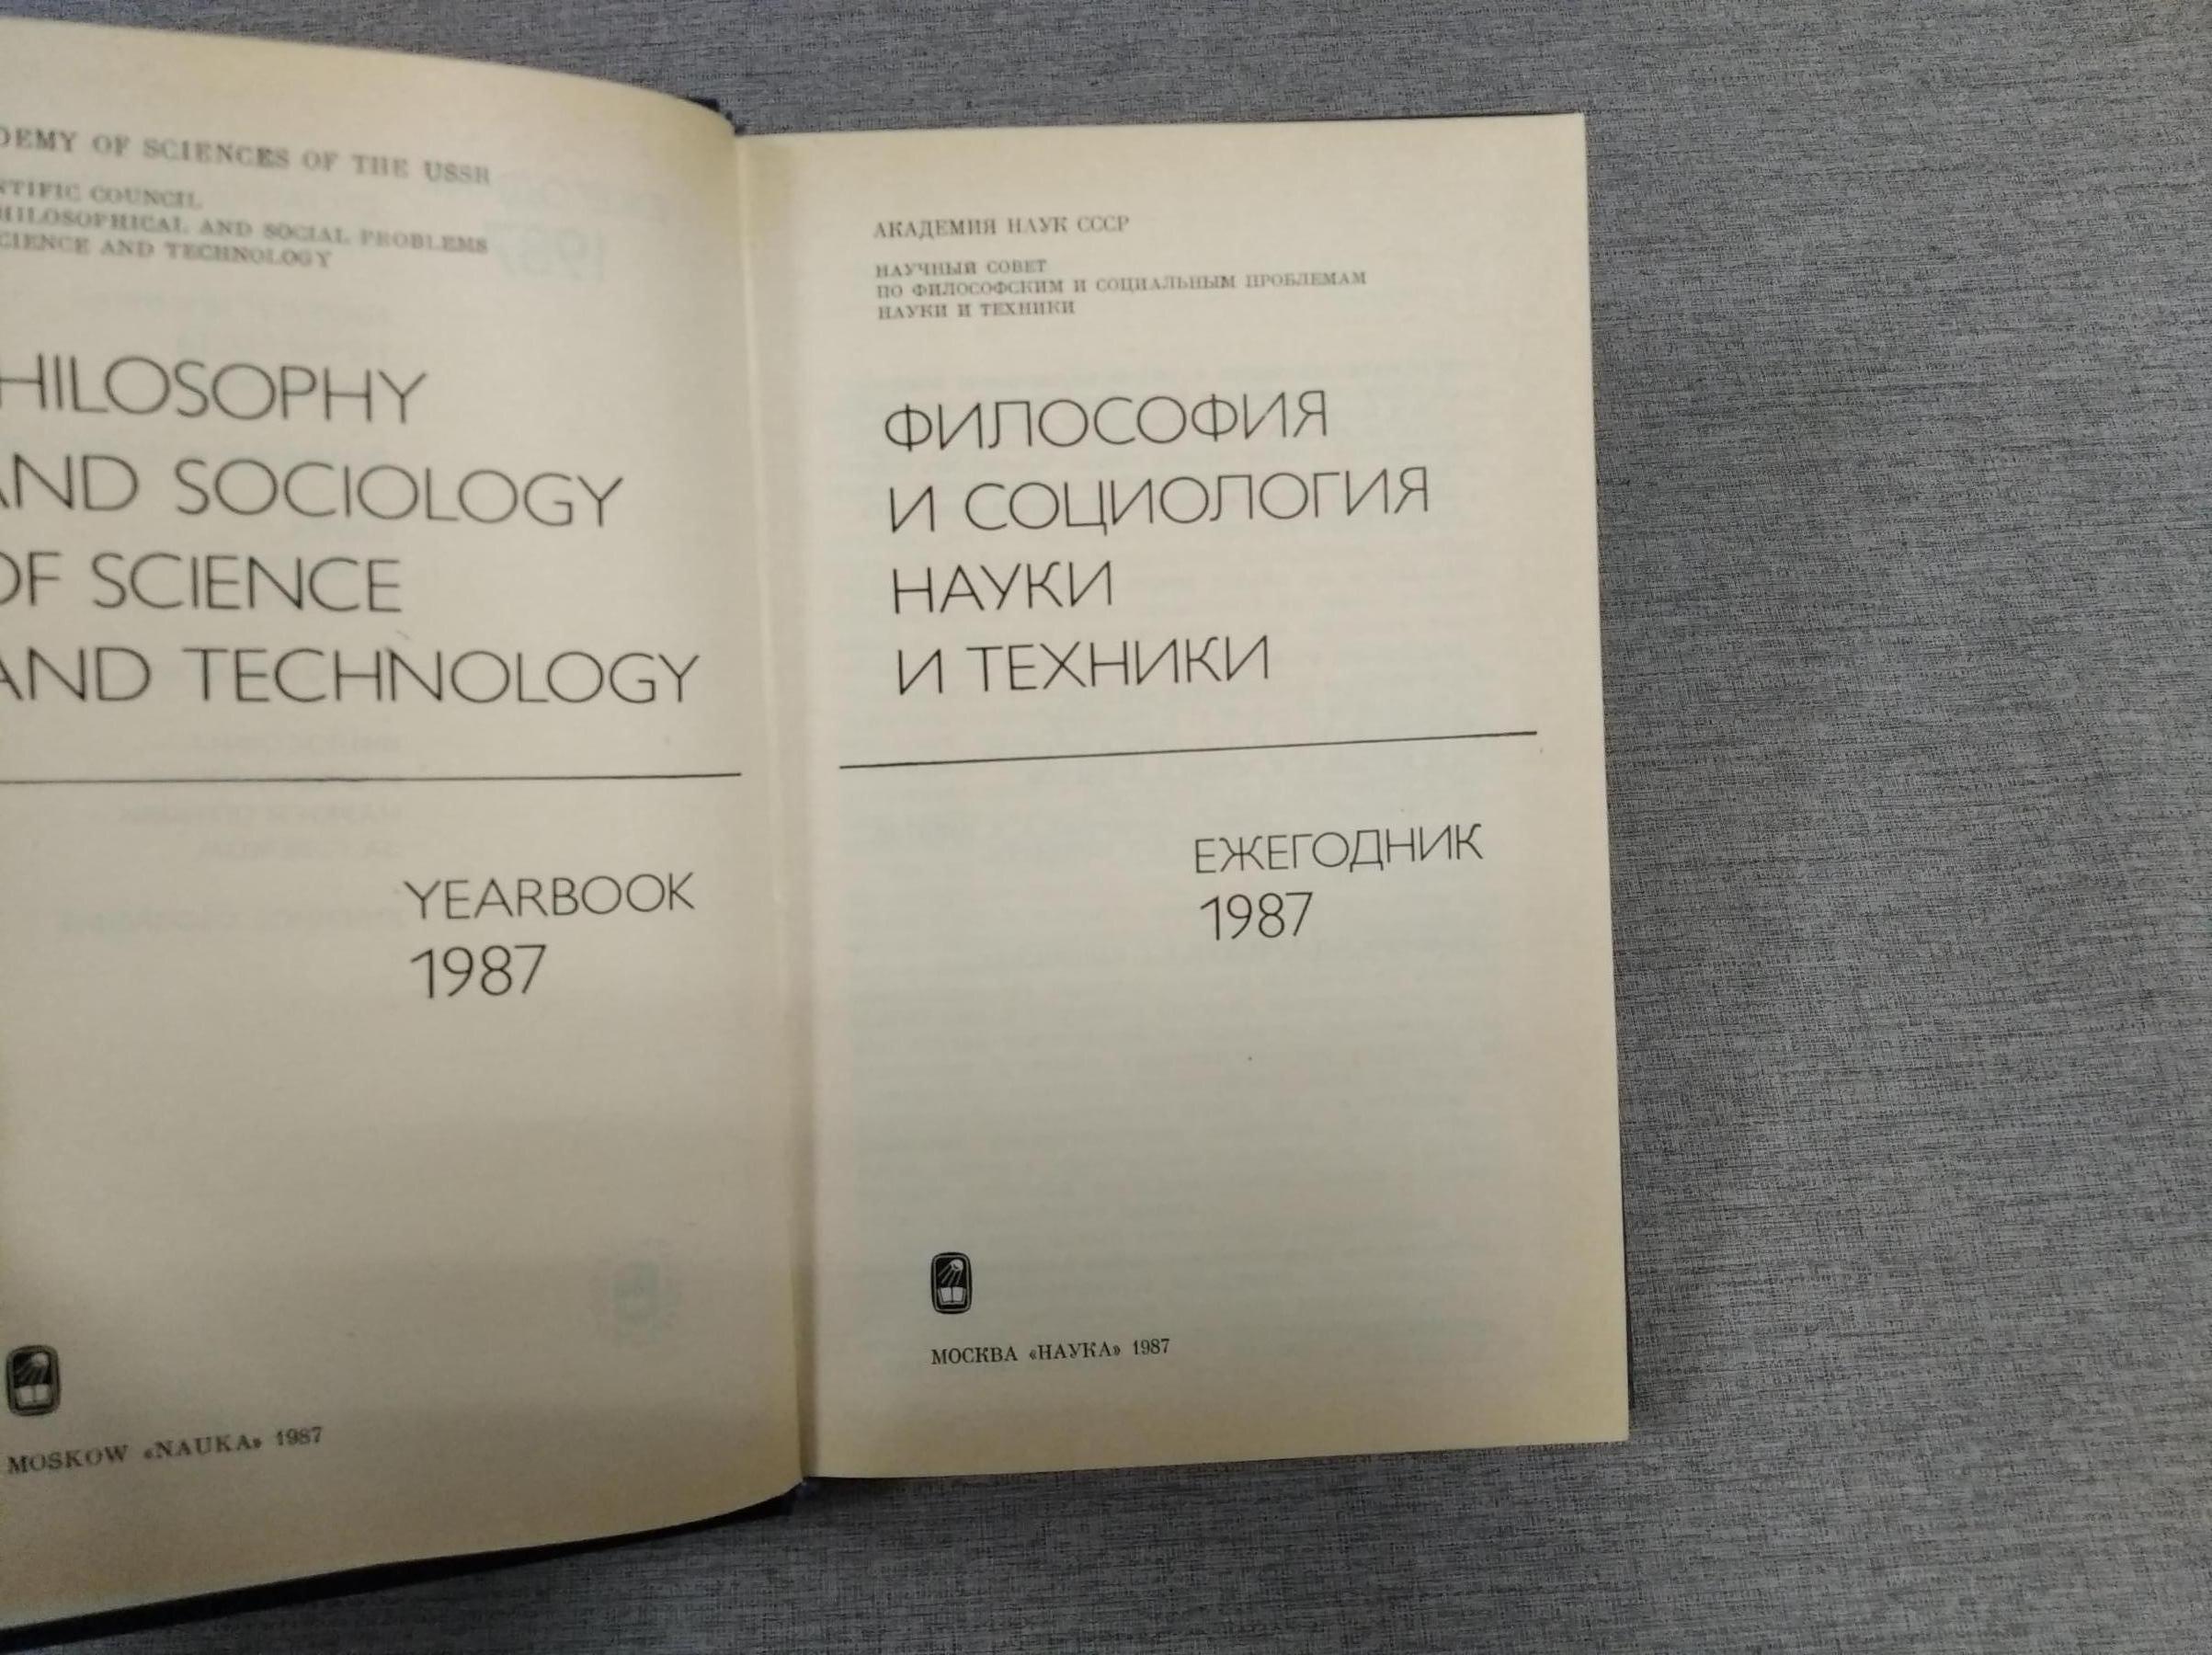 DEMY OF SCIENCES OF THE USSR
NTIFIC COUNCIL
HILOSOPHICAL AND SOCIAL PROBLEMS
CIENCE AND TECHNOLOGY
HILOSOPHY
AND SOCIOLOGY
OF SCIENCE
AND TECHNOLOGY
YEARBOOK
1987
MOSKOW «NAUKA» 1987
АКАДЕМИЯ НАУК СССР
НАУЧНЫЙ СОВЕТ
ПО ФИЛОСОФСКИМ И СОЦИАЛЬНЫМ ПРОБЛЕМАМ
НАУКИ И ТЕХНИКИ
ФИЛОСОФИЯ
И СОЦИОЛОГИЯ
НАУКИ
И ТЕХНИКИ
ЕЖЕГОДНИК
1987
МОСКВА «НАУКА» 1987